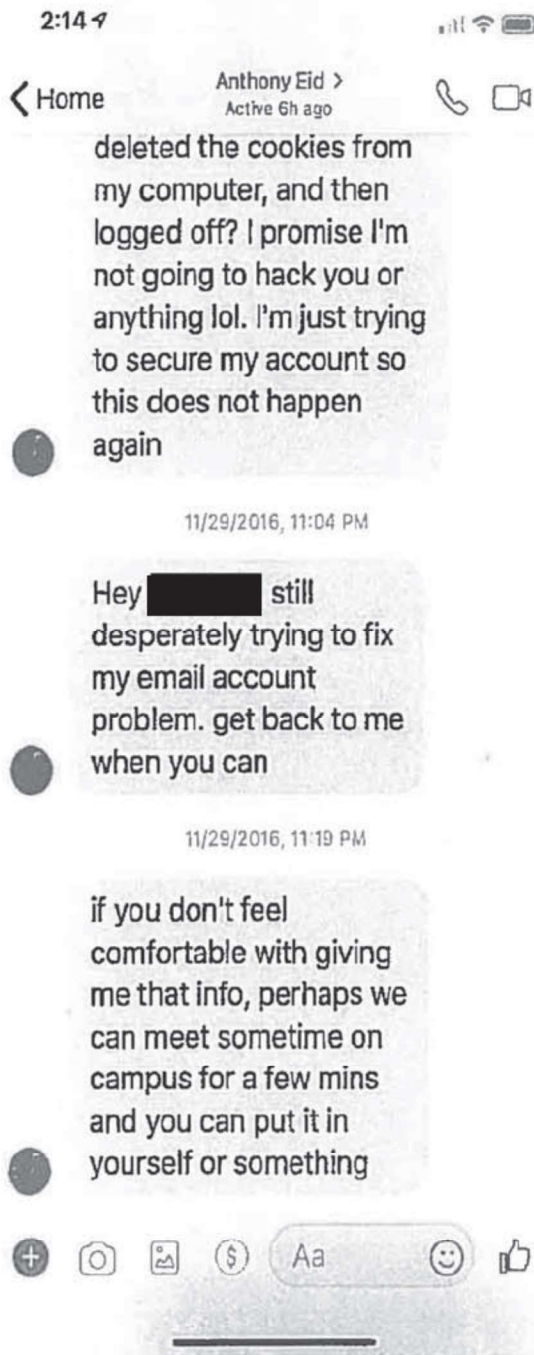 2:14
Home
Anthony Eid >
Active 6h ago
deleted the cookies from
my computer, and then
logged off? I promise I'm
not going to hack you or
anything lol. I'm just trying
to secure my account so
this does not happen
again
11/29/2016, 11:04 PM
Hey still
desperately trying to fix
my email account
problem. get back to me
when you can
11/29/2016, 11:19 PM
if you don't feel
comfortable with giving
me that info, perhaps we
can meet sometime on
campus for a few mins
and you can put it in
yourself or something
Aa